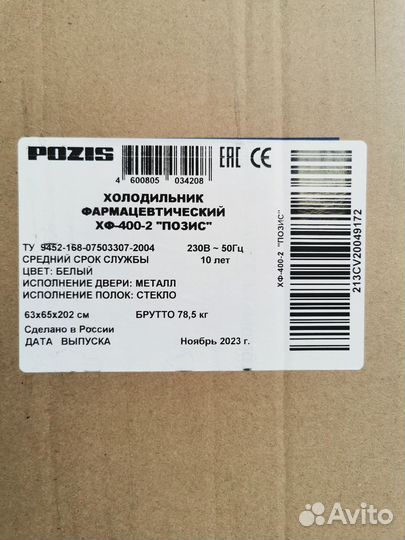 POZIS
4 600805 034208
EAC CE
ХОЛОДИЛЬНИК
ФАРМАЦЕВТИЧЕСКИЙ
ХФ-400-2 "ПОЗИС"
ТУ 9452-168-07503307-2004 230В ~ 50Гц
СРЕДНИЙ СРОК СЛУЖБЫ 10 лет
ЦВЕТ: БЕЛЫЙ
ИСПОЛНЕНИЕ ДВЕРИ: МЕТАЛЛ
ИСПОЛНЕНИЕ ПОЛОК: СТЕКЛО
63х65х202 см БРУТТО 78,5 кг
Сделано в России
ДАТА ВЫПУСКА Ноябрь 2023 г.
ХФ-400-2 "ПОЗИС"
213CV20049172
Avito